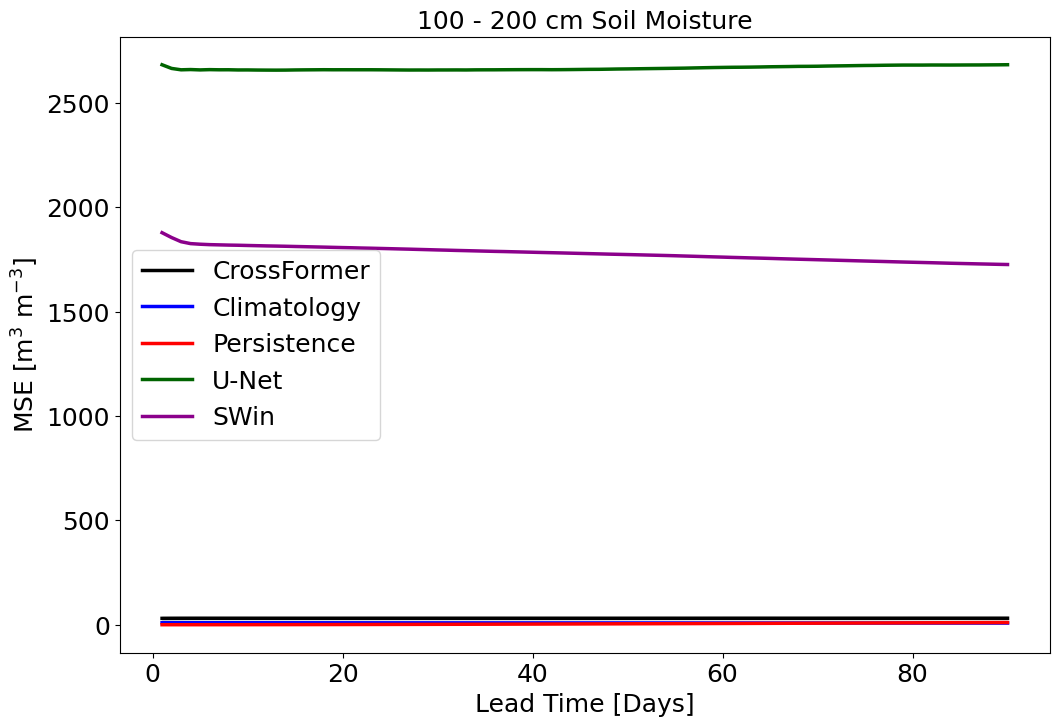 100 - 200 cm Soil Moisture
MSE [m³ m⁻³]
2500
2000
1500
1000
500
0
CrossFormer
Climatology
Persistence
U-Net
SWin
0 20 40 60 80
Lead Time [Days]